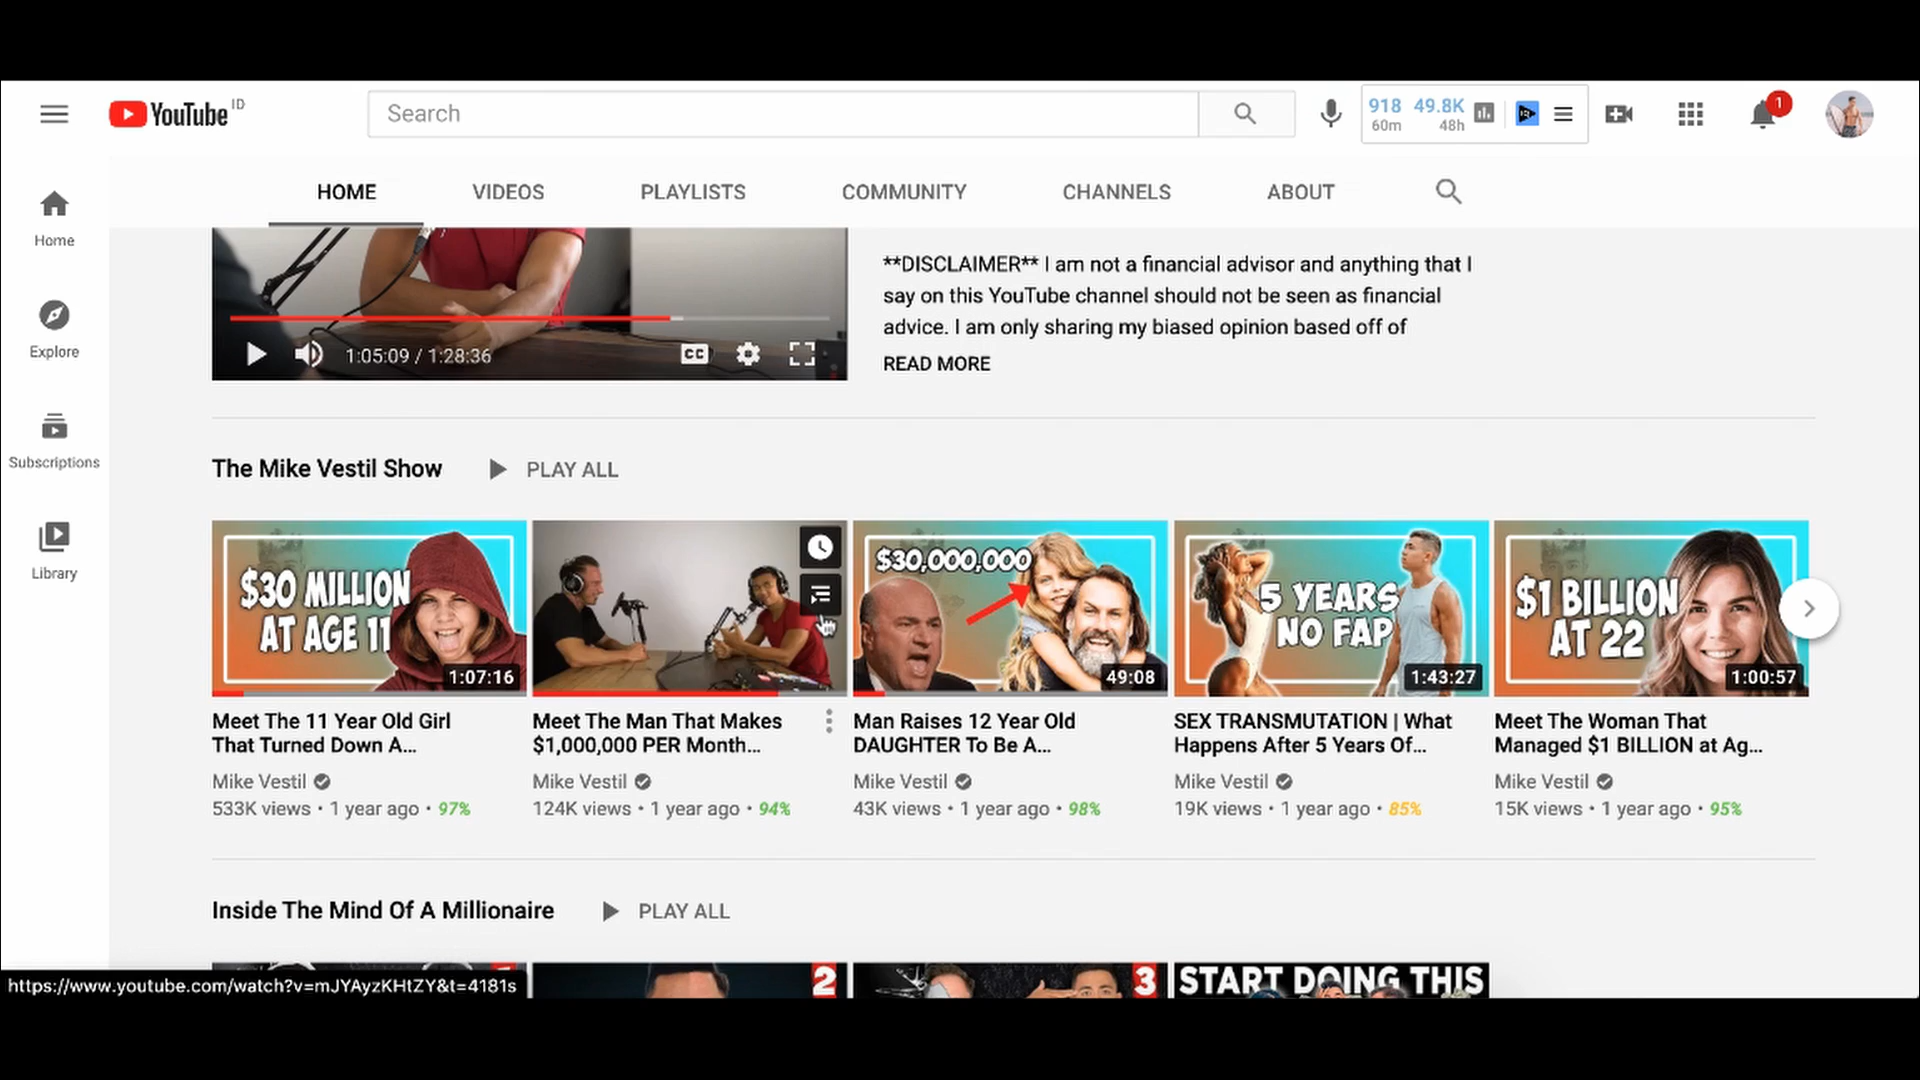 YouTube ID
Search
918 49.8K
60m 48h
1
HOME VIDEOS PLAYLISTS COMMUNITY CHANNELS ABOUT
Home
Explore
Subscriptions
Library
1:05:09 / 1:28:36
CC
**DISCLAIMER** I am not a financial advisor and anything that I
say on this YouTube channel should not be seen as financial
advice. I am only sharing my biased opinion based off of
READ MORE
The Mike Vestil Show PLAY ALL
$30 MILLION
AT AGE 11
1:07:16
Meet The 11 Year Old Girl
That Turned Down A...
Mike Vestil
533K views • 1 year ago • 97%
Meet The Man That Makes
$1,000,000 PER Month...
Mike Vestil
124K views • 1 year ago • 94%
$30,000,000
49:08
Man Raises 12 Year Old
DAUGHTER To Be A...
Mike Vestil
43K views • 1 year ago • 98%
5 YEARS
NO FAP
1:43:27
SEX TRANSMUTATION | What
Happens After 5 Years Of...
Mike Vestil
19K views • 1 year ago • 85%
$1 BILLION
AT 22
1:00:57
Meet The Woman That
Managed $1 BILLION at Ag...
Mike Vestil
15K views • 1 year ago • 95%
Inside The Mind Of A Millionaire PLAY ALL
2
3
START DOING THIS
https://www.youtube.com/watch?v=mJYAyzKHtZY&t=4181s